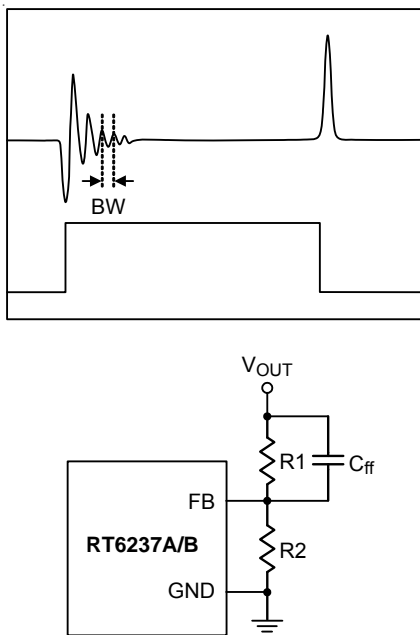 BW
VOUT
R1
Cff
FB
RT6237A/B
R2
GND